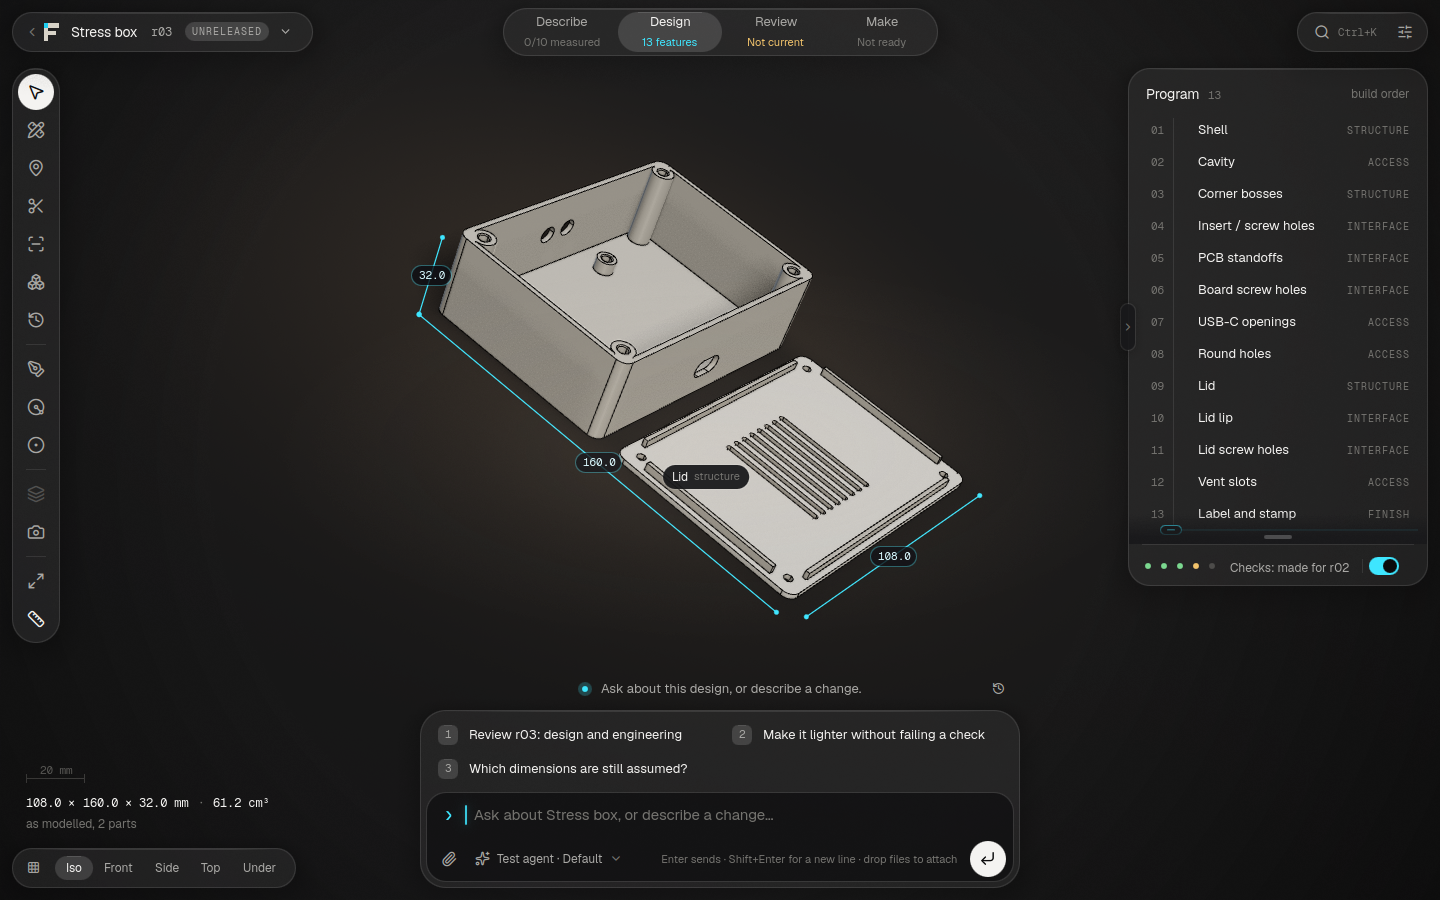 Stress box r03 UNRELEASED
Describe
0/10 measured
Design
13 features
Review
Not current
Make
Not ready
Ctrl+K
Program 13 build order
01 Shell STRUCTURE
02 Cavity ACCESS
03 Corner bosses STRUCTURE
04 Insert / screw holes INTERFACE
05 PCB standoffs INTERFACE
06 Board screw holes INTERFACE
07 USB-C openings ACCESS
08 Round holes ACCESS
09 Lid STRUCTURE
10 Lid lip INTERFACE
11 Lid screw holes INTERFACE
12 Vent slots ACCESS
13 Label and stamp FINISH
Checks: made for r02
32.0
160.0
Lid structure
108.0
Ask about this design, or describe a change.
1 Review r03: design and engineering
2 Make it lighter without failing a check
3 Which dimensions are still assumed?
Ask about Stress box, or describe a change…
Test agent · Default
Enter sends · Shift+Enter for a new line · drop files to attach
20 mm
108.0 × 160.0 × 32.0 mm · 61.2 cm³
as modelled, 2 parts
Iso Front Side Top Under